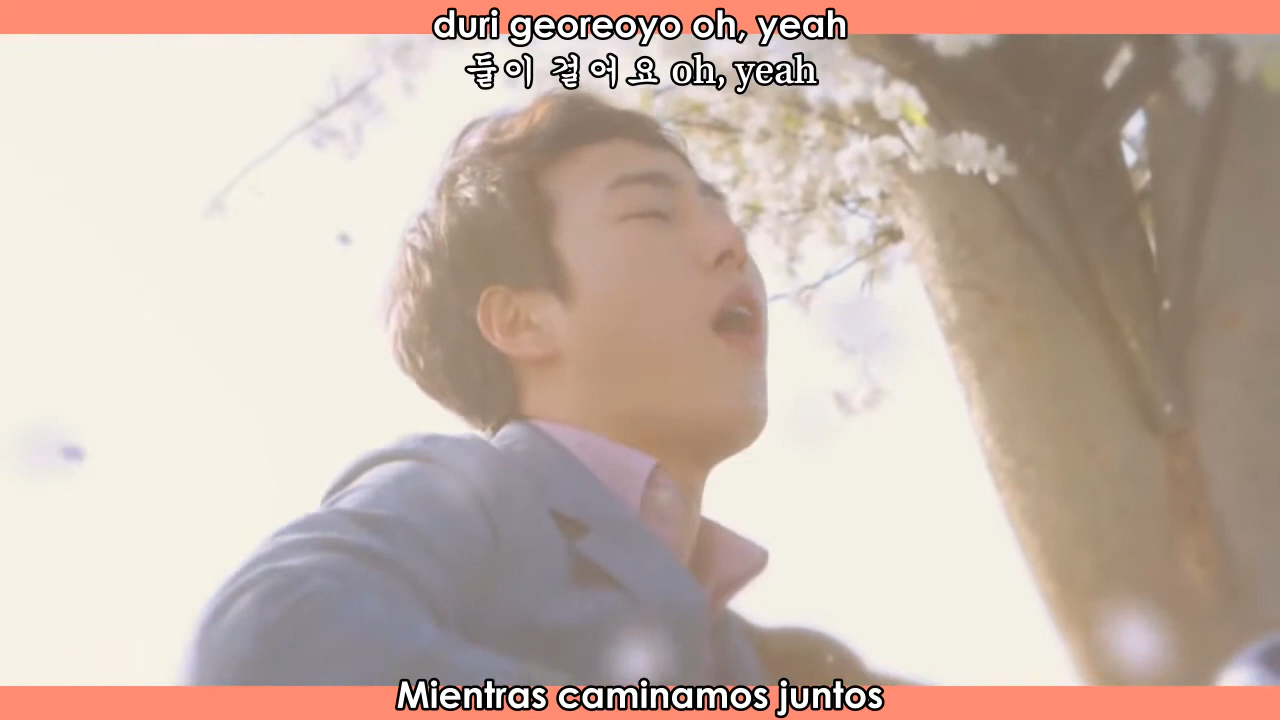 duri georeoyo oh, yeah
둘이 걸어요 oh, yeah
Mientras caminamos juntos